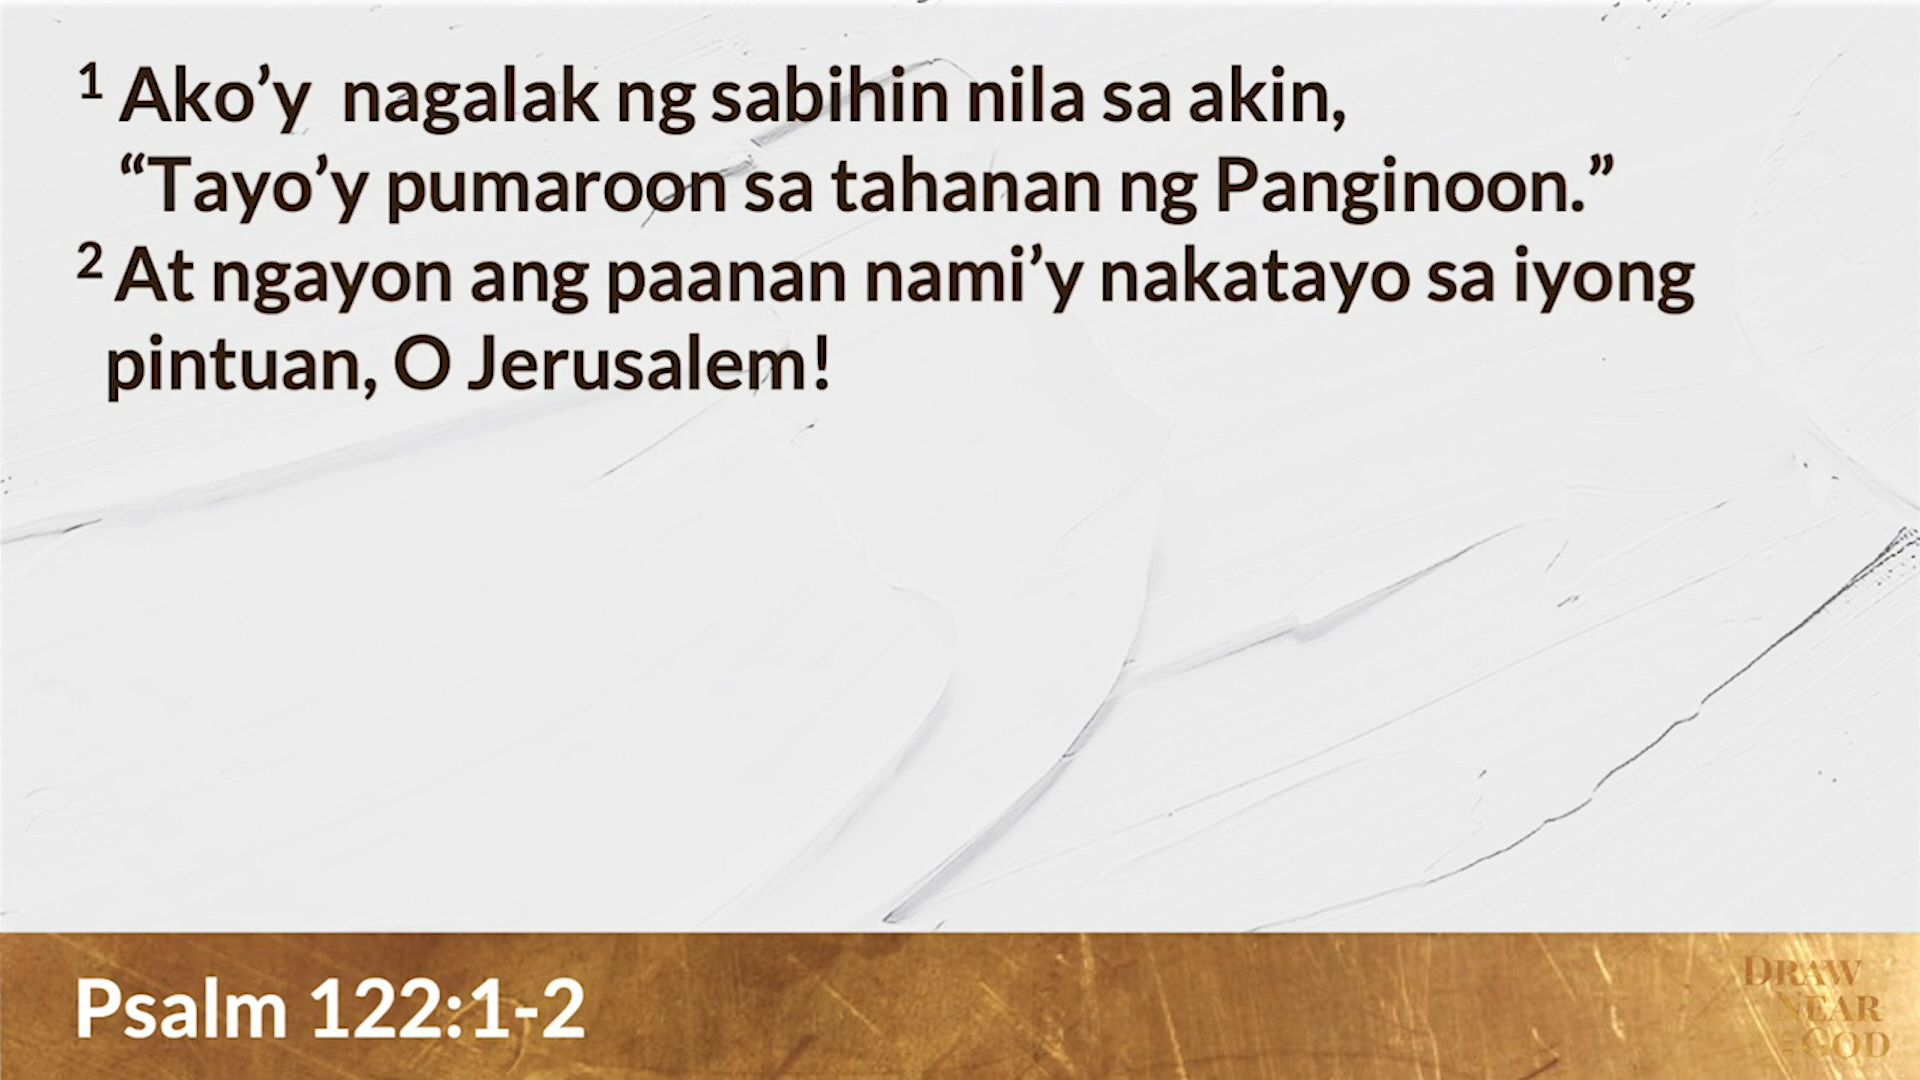 1 Ako’y nagalak ng sabihin nila sa akin,
“Tayo’y pumaroon sa tahanan ng Panginoon.”
2 At ngayon ang paanan nami’y nakatayo sa iyong
pintuan, O Jerusalem!
Psalm 122:1-2
DRAW
NEAR
TO GOD